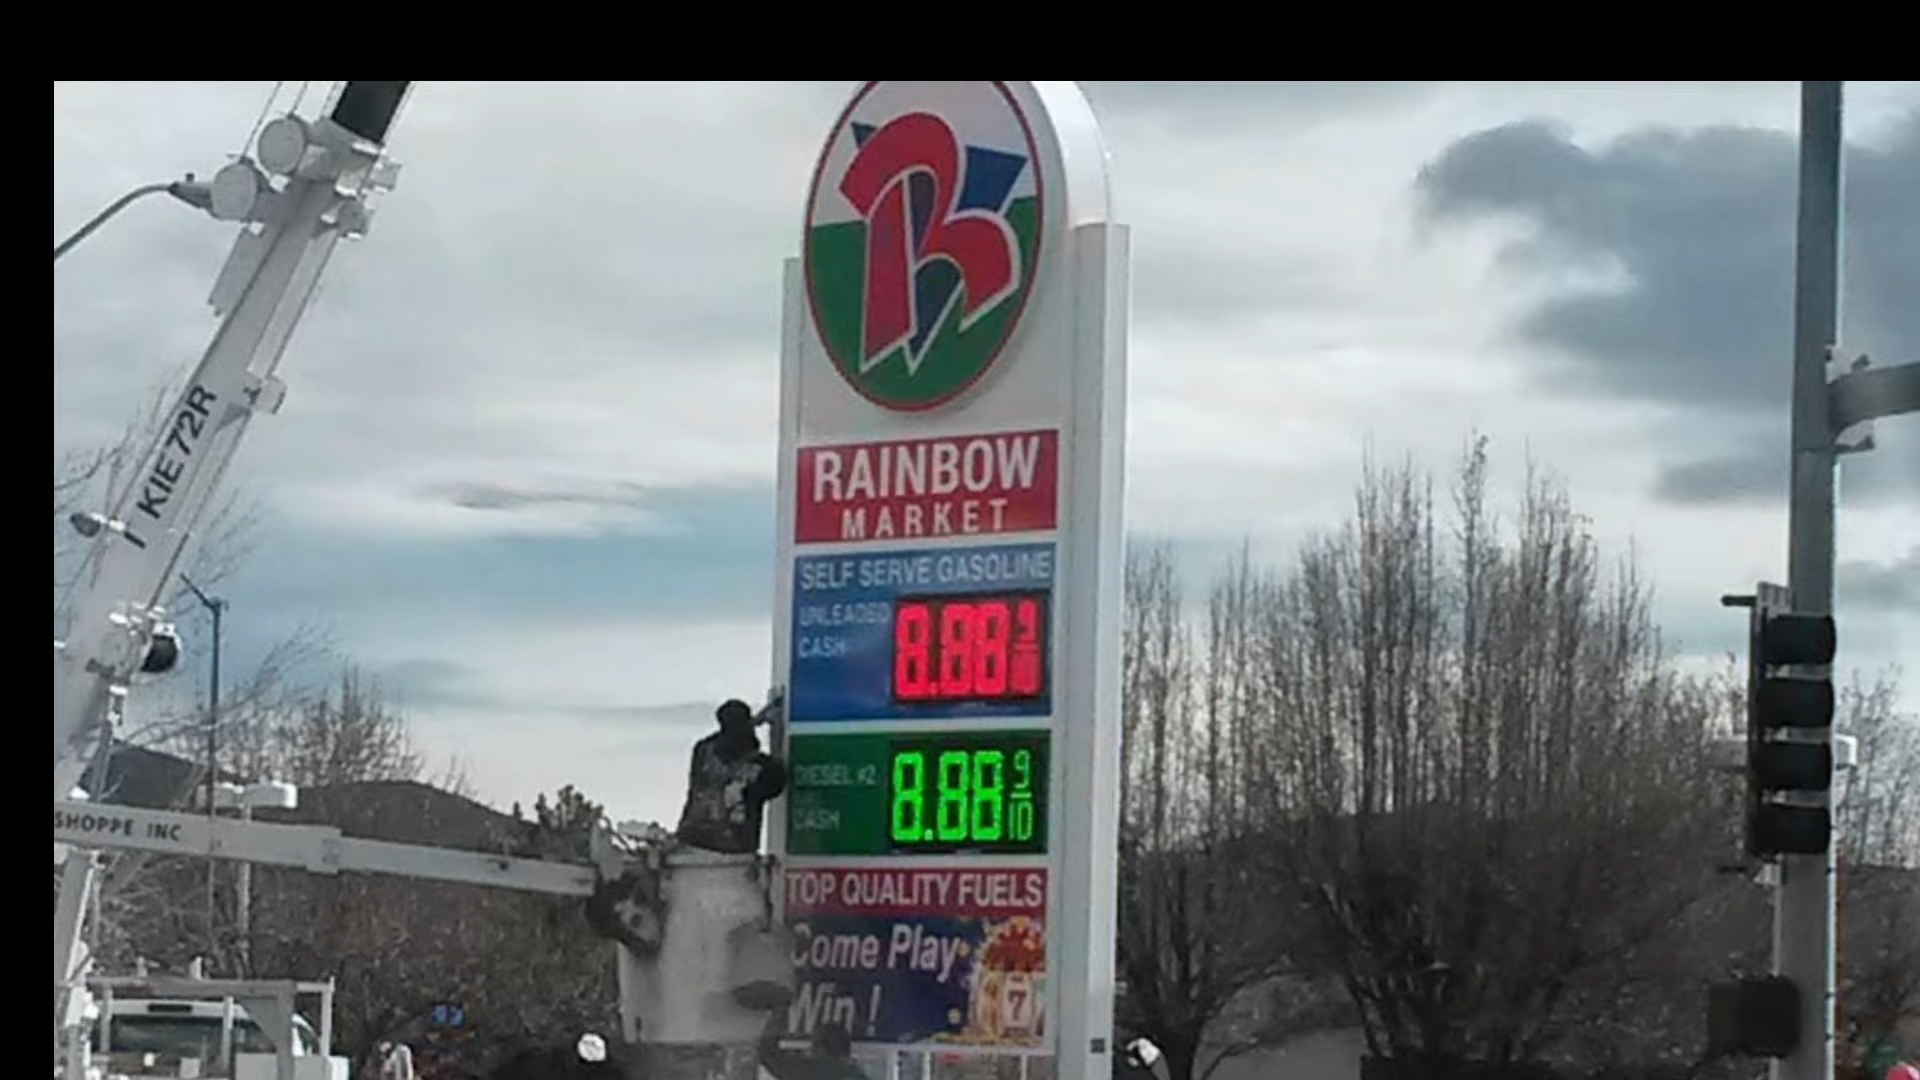 KIE72R
SHOPPE INC
R
RAINBOW
MARKET
SELF SERVE GASOLINE
UNLEADED
CASH
8.88 9/10
DIESEL #2
CASH
8.88 9/10
TOP QUALITY FUELS
Come Play
Win !
7